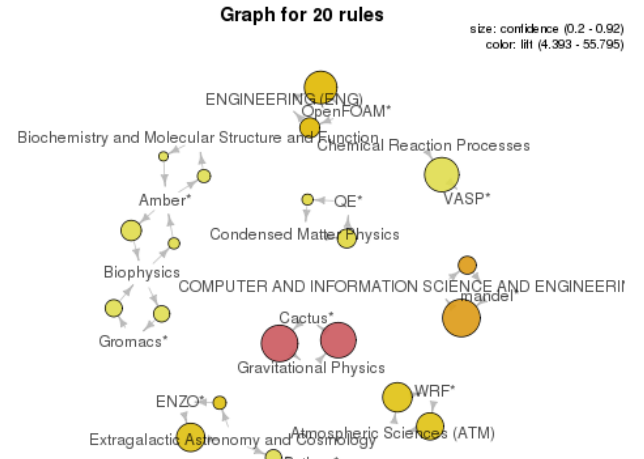 Graph for 20 rules
size: confidence (0.2 - 0.92)
color: lift (4.393 - 55.795)
ENGINEERING (ENG)
OpenFOAM*
Biochemistry and Molecular Structure and Function
Chemical Reaction Processes
Amber*
QE*
VASP*
Condensed Matter Physics
Biophysics
COMPUTER AND INFORMATION SCIENCE AND ENGINEERIN
mandel*
Cactus*
Gromacs*
Gravitational Physics
WRF*
ENZO*
Atmospheric Sciences (ATM)
Extragalactic Astronomy and Cosmology